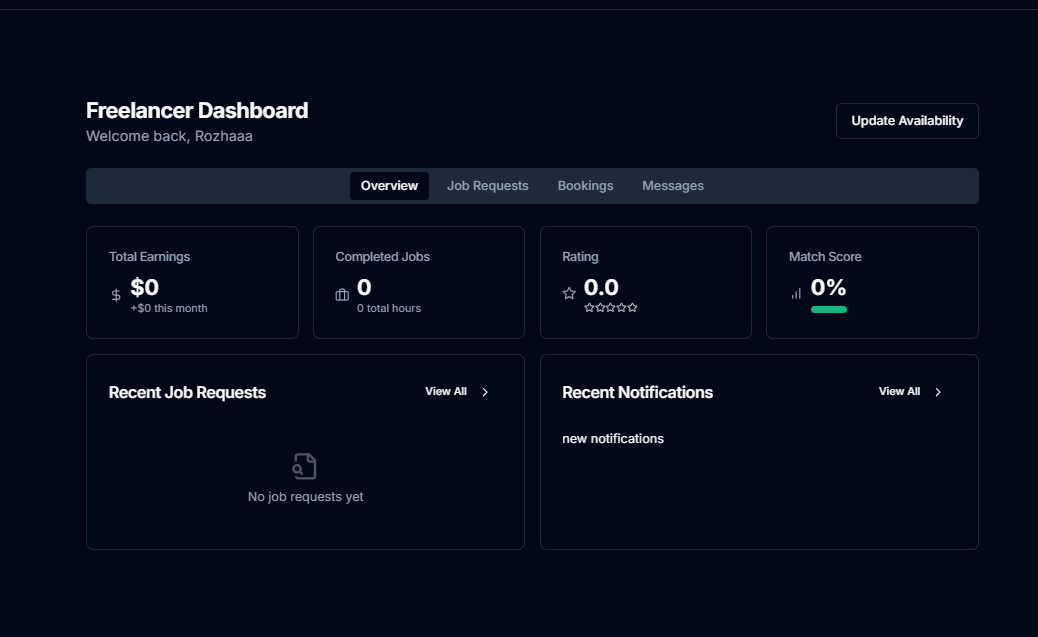 Freelancer Dashboard
Welcome back, Rozhaaa
Update Availability
Overview
Job Requests
Bookings
Messages
Total Earnings
$0
+$0 this month
Completed Jobs
0
0 total hours
Rating
0.0
Match Score
0%
Recent Job Requests
View All
No job requests yet
Recent Notifications
View All
new notifications